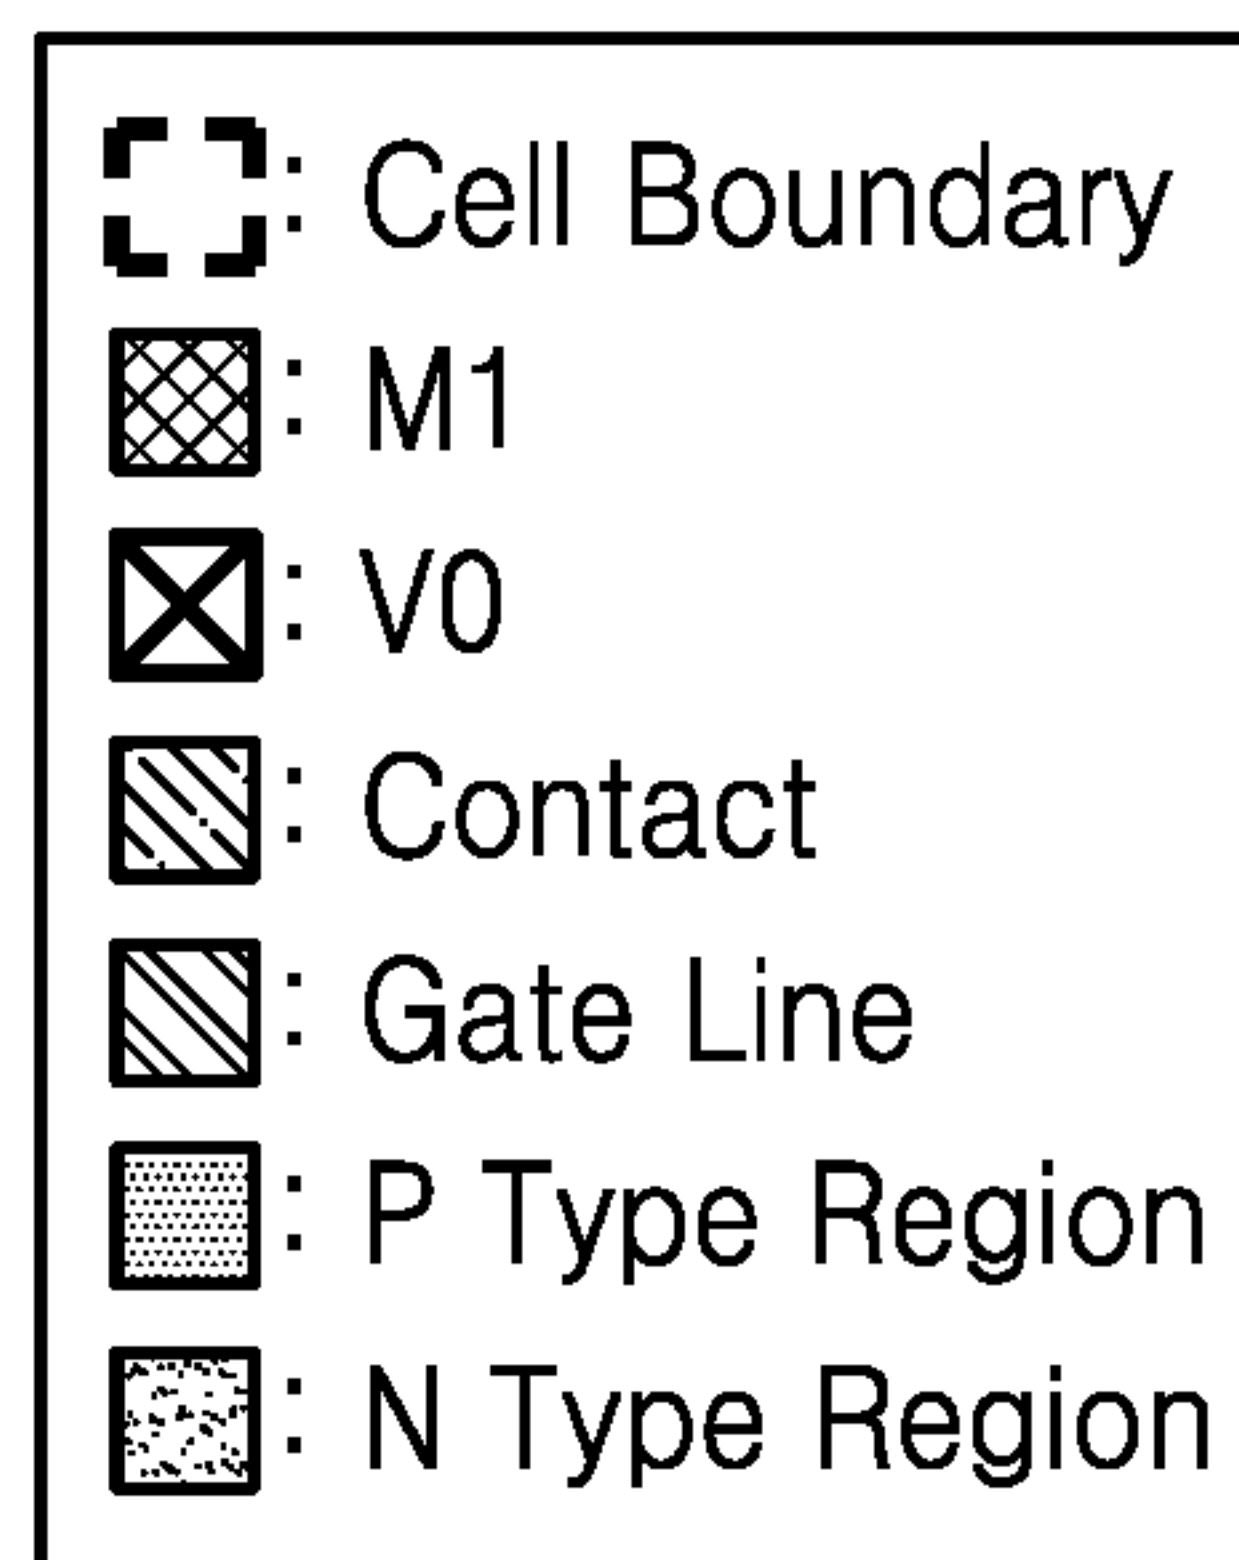 : Cell Boundary
: M1
: V0
: Contact
: Gate Line
: P Type Region
: N Type Region